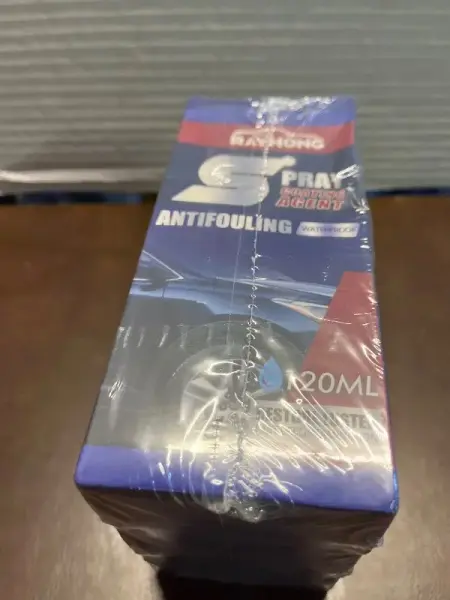 RAYHONG
SPRAY
COATING
AGENT
ANTIFOULING
WATERPROOF
120ML